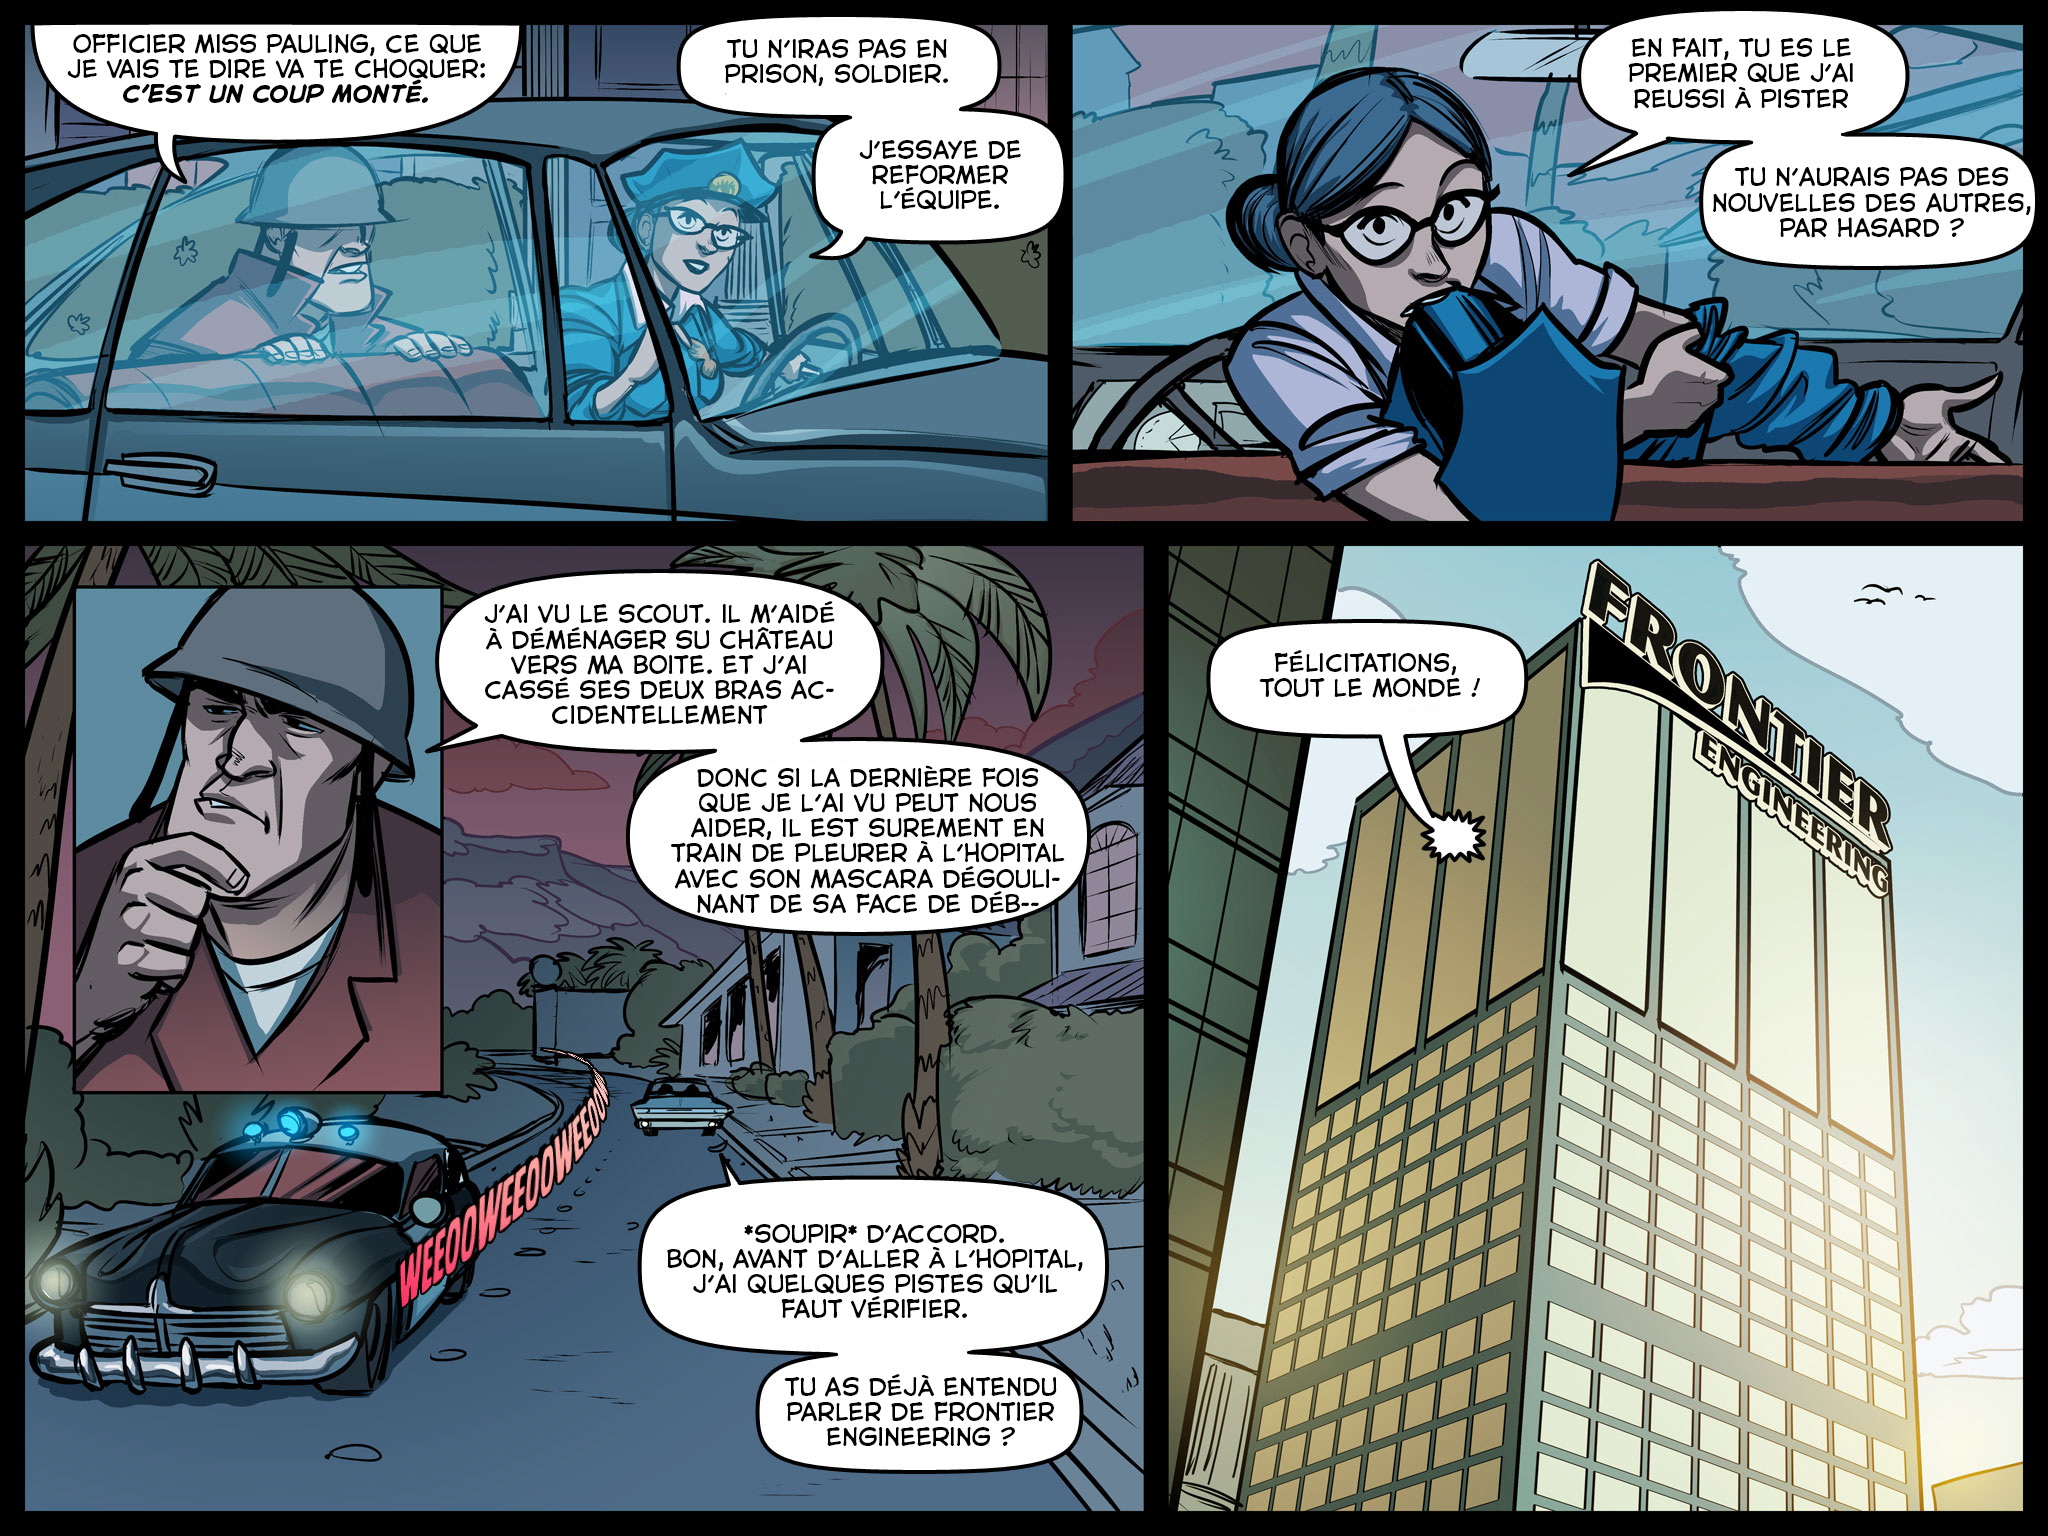 OFFICIER MISS PAULING, CE QUE
JE VAIS TE DIRE VA TE CHOQUER:
C'EST UN COUP MONTÉ.
TU N'IRAS PAS EN
PRISON, SOLDIER.
J'ESSAYE DE
REFORMER
L'ÉQUIPE.
EN FAIT, TU ES LE
PREMIER QUE J'AI
REUSSI À PISTER
TU N'AURAIS PAS DES
NOUVELLES DES AUTRES,
PAR HASARD ?
J'AI VU LE SCOUT. IL M'AIDÉ
À DÉMÉNAGER SU CHÂTEAU
VERS MA BOITE. ET J'AI
CASSÉ SES DEUX BRAS AC-
CIDENTELLEMENT
DONC SI LA DERNIÈRE FOIS
QUE JE L'AI VU PEUT NOUS
AIDER, IL EST SUREMENT EN
TRAIN DE PLEURER À L'HOPITAL
AVEC SON MASCARA DÉGOULI-
NANT DE SA FACE DE DÉB--
WEEOOWEEOOWEEOOW
*SOUPIR* D'ACCORD.
BON, AVANT D'ALLER À L'HOPITAL,
J'AI QUELQUES PISTES QU'IL
FAUT VÉRIFIER.
TU AS DÉJÀ ENTENDU
PARLER DE FRONTIER
ENGINEERING ?
FÉLICITATIONS,
TOUT LE MONDE !
FRONTIER
ENGINEERING